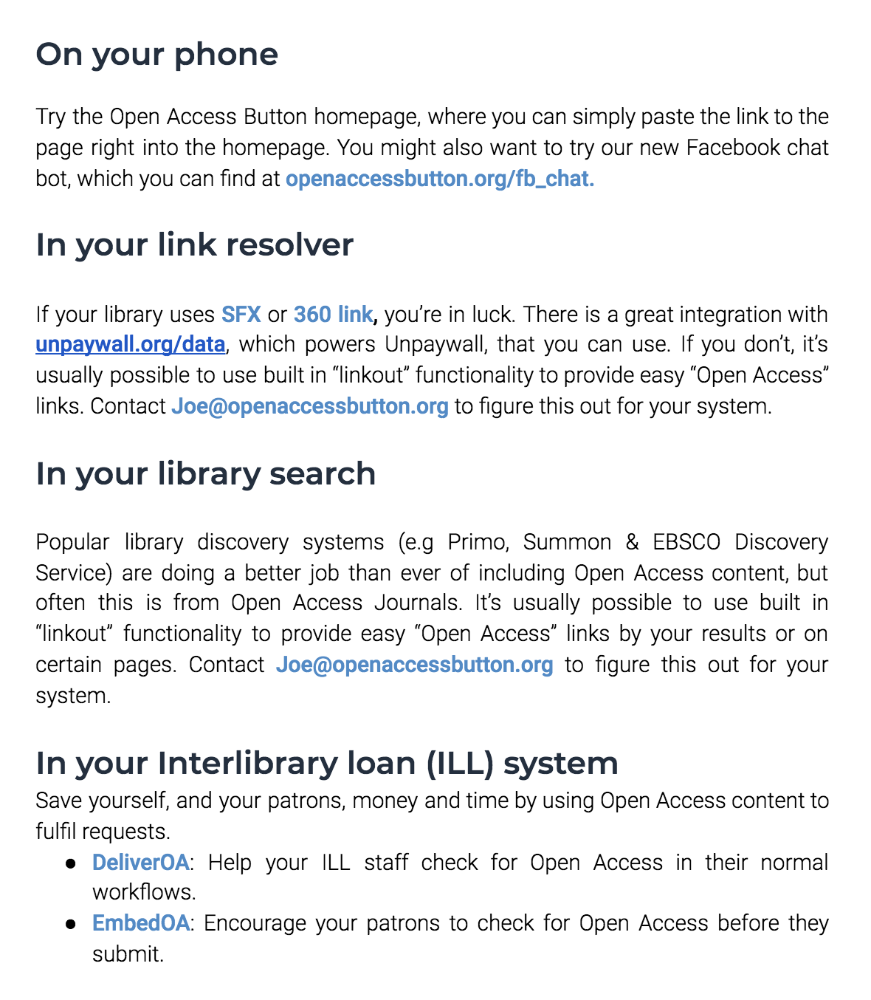 On your phone
Try the Open Access Button homepage, where you can simply paste the link to the
page right into the homepage. You might also want to try our new Facebook chat
bot, which you can find at openaccessbutton.org/fb_chat.
In your link resolver
If your library uses SFX or 360 link, you’re in luck. There is a great integration with
unpaywall.org/data, which powers Unpaywall, that you can use. If you don’t, it’s
usually possible to use built in “linkout” functionality to provide easy “Open Access”
links. Contact Joe@openaccessbutton.org to figure this out for your system.
In your library search
Popular library discovery systems (e.g Primo, Summon & EBSCO Discovery
Service) are doing a better job than ever of including Open Access content, but
often this is from Open Access Journals. It’s usually possible to use built in
“linkout” functionality to provide easy “Open Access” links by your results or on
certain pages. Contact Joe@openaccessbutton.org to figure this out for your
system.
In your Interlibrary loan (ILL) system
Save yourself, and your patrons, money and time by using Open Access content to
fulfil requests.
● DeliverOA: Help your ILL staff check for Open Access in their normal
workflows.
● EmbedOA: Encourage your patrons to check for Open Access before they
submit.